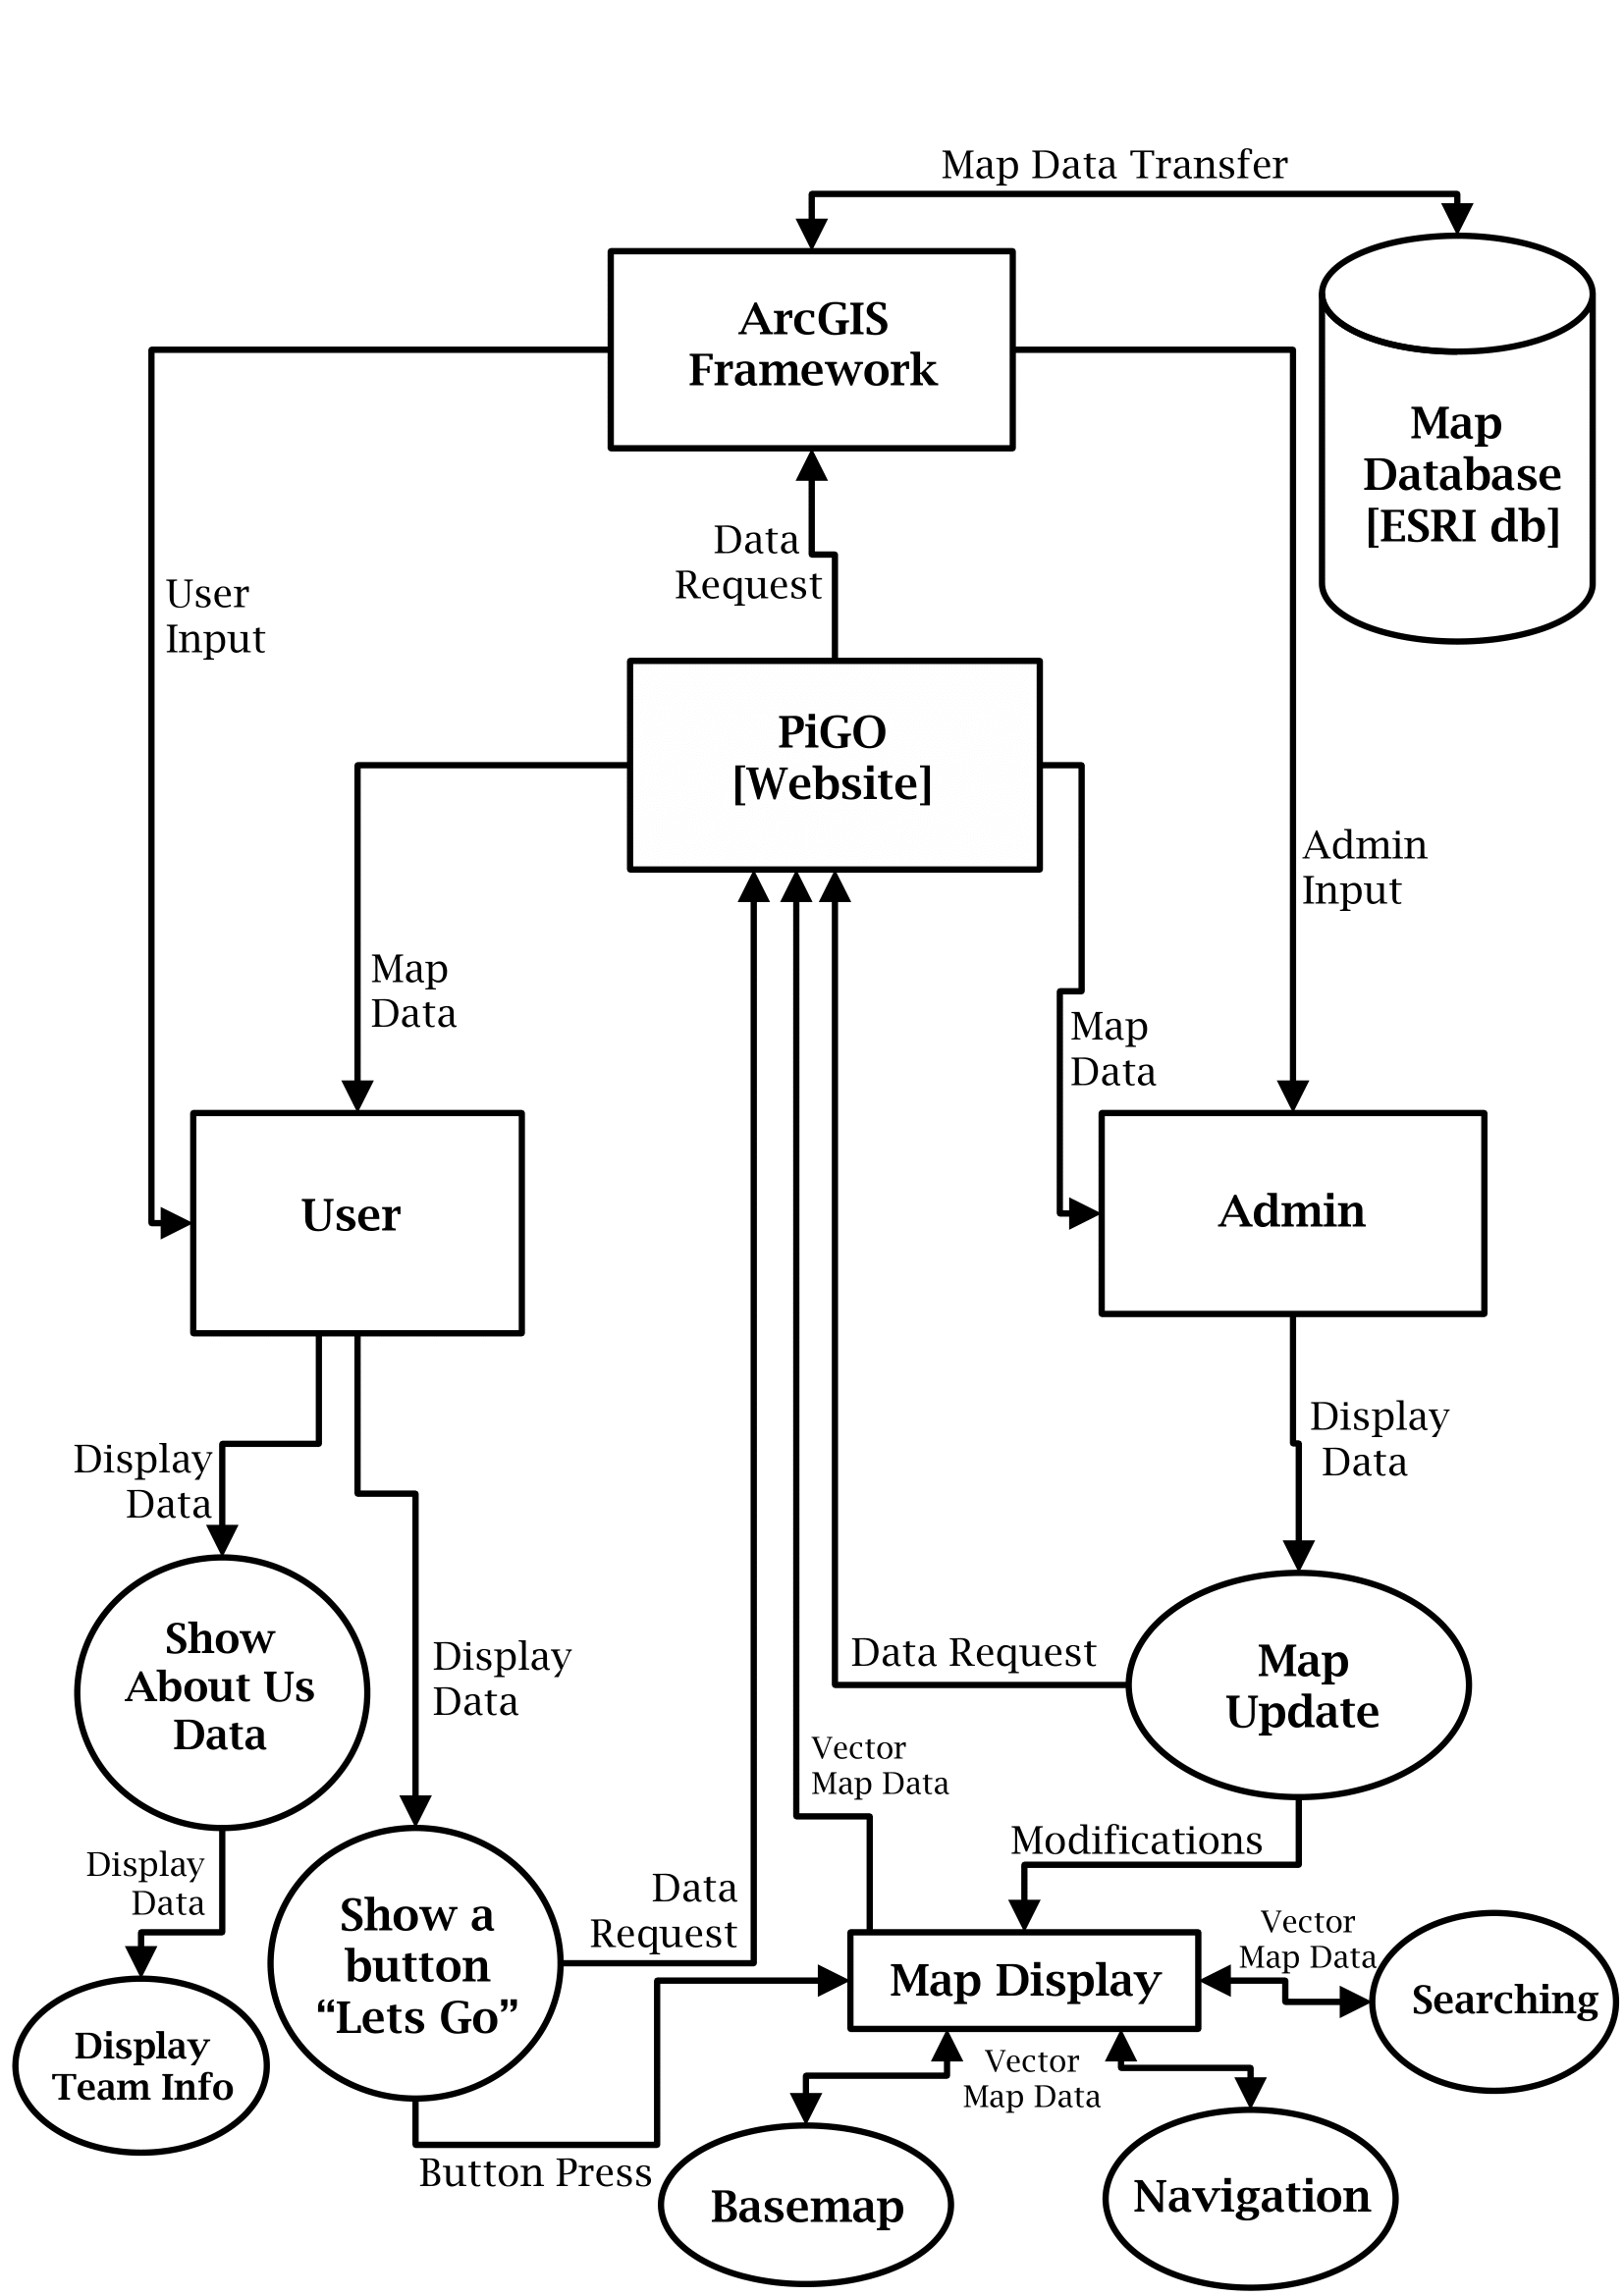 Map Data Transfer
ArcGIS
Framework
Map
Database
[ESRI db]
Data
Request
User
Input
PiGO
[Website]
Admin
Input
Map
Data
Map
Data
User
Admin
Display
Data
Display
Data
Show
About Us
Data
Display
Data
Data Request
Map
Update
Vector
Map Data
Modifications
Display
Data
Data
Request
Show a
button
“Lets Go”
Vector
Map Data
Map Display
Searching
Display
Team Info
Vector
Map Data
Button Press
Basemap
Navigation